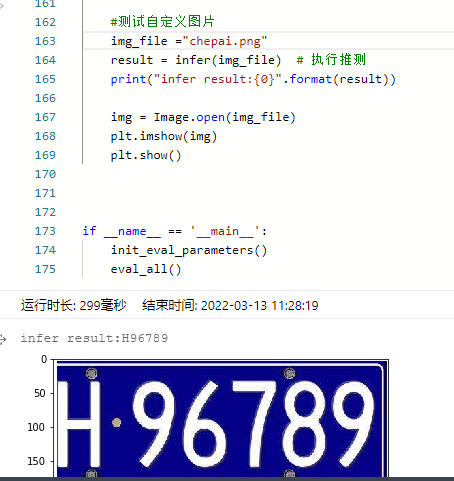 161
162 #测试自定义图片
163 img_file ="chepai.png"
164 result = infer(img_file)  # 执行推测
165 print("infer result:{0}".format(result))
166
167 img = Image.open(img_file)
168 plt.imshow(img)
169 plt.show()
170
171
172
173 if __name__ == '__main__':
174 init_eval_parameters()
175 eval_all()
运行时长: 299毫秒 结束时间: 2022-03-13 11:28:19
infer result:H96789
0
50
100
150
H·96789